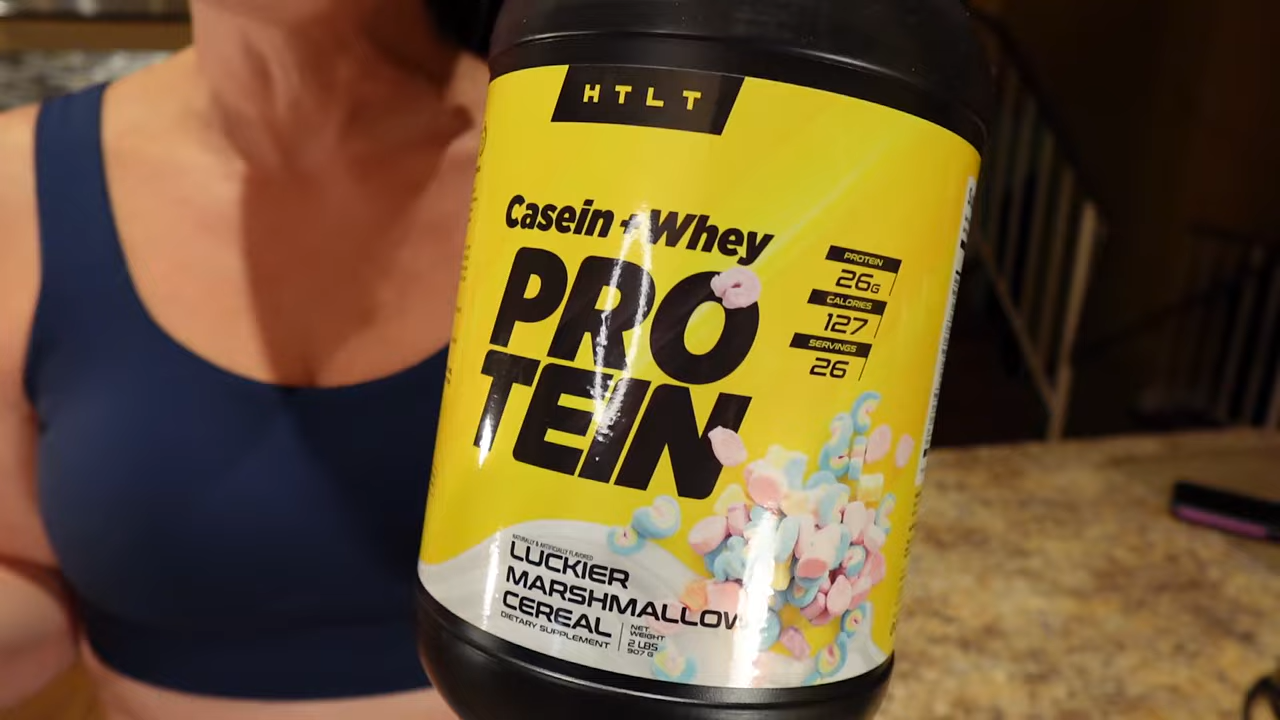 HTLT
Casein + Whey
PRO
TEIN
PROTEIN
26G
CALORIES
127
SERVINGS
26
NATURALLY & ARTIFICIALLY FLAVORED
LUCKIER
MARSHMALLOW
CEREAL
DIETARY SUPPLEMENT
NET.
WEIGHT
2 LBS
907 G